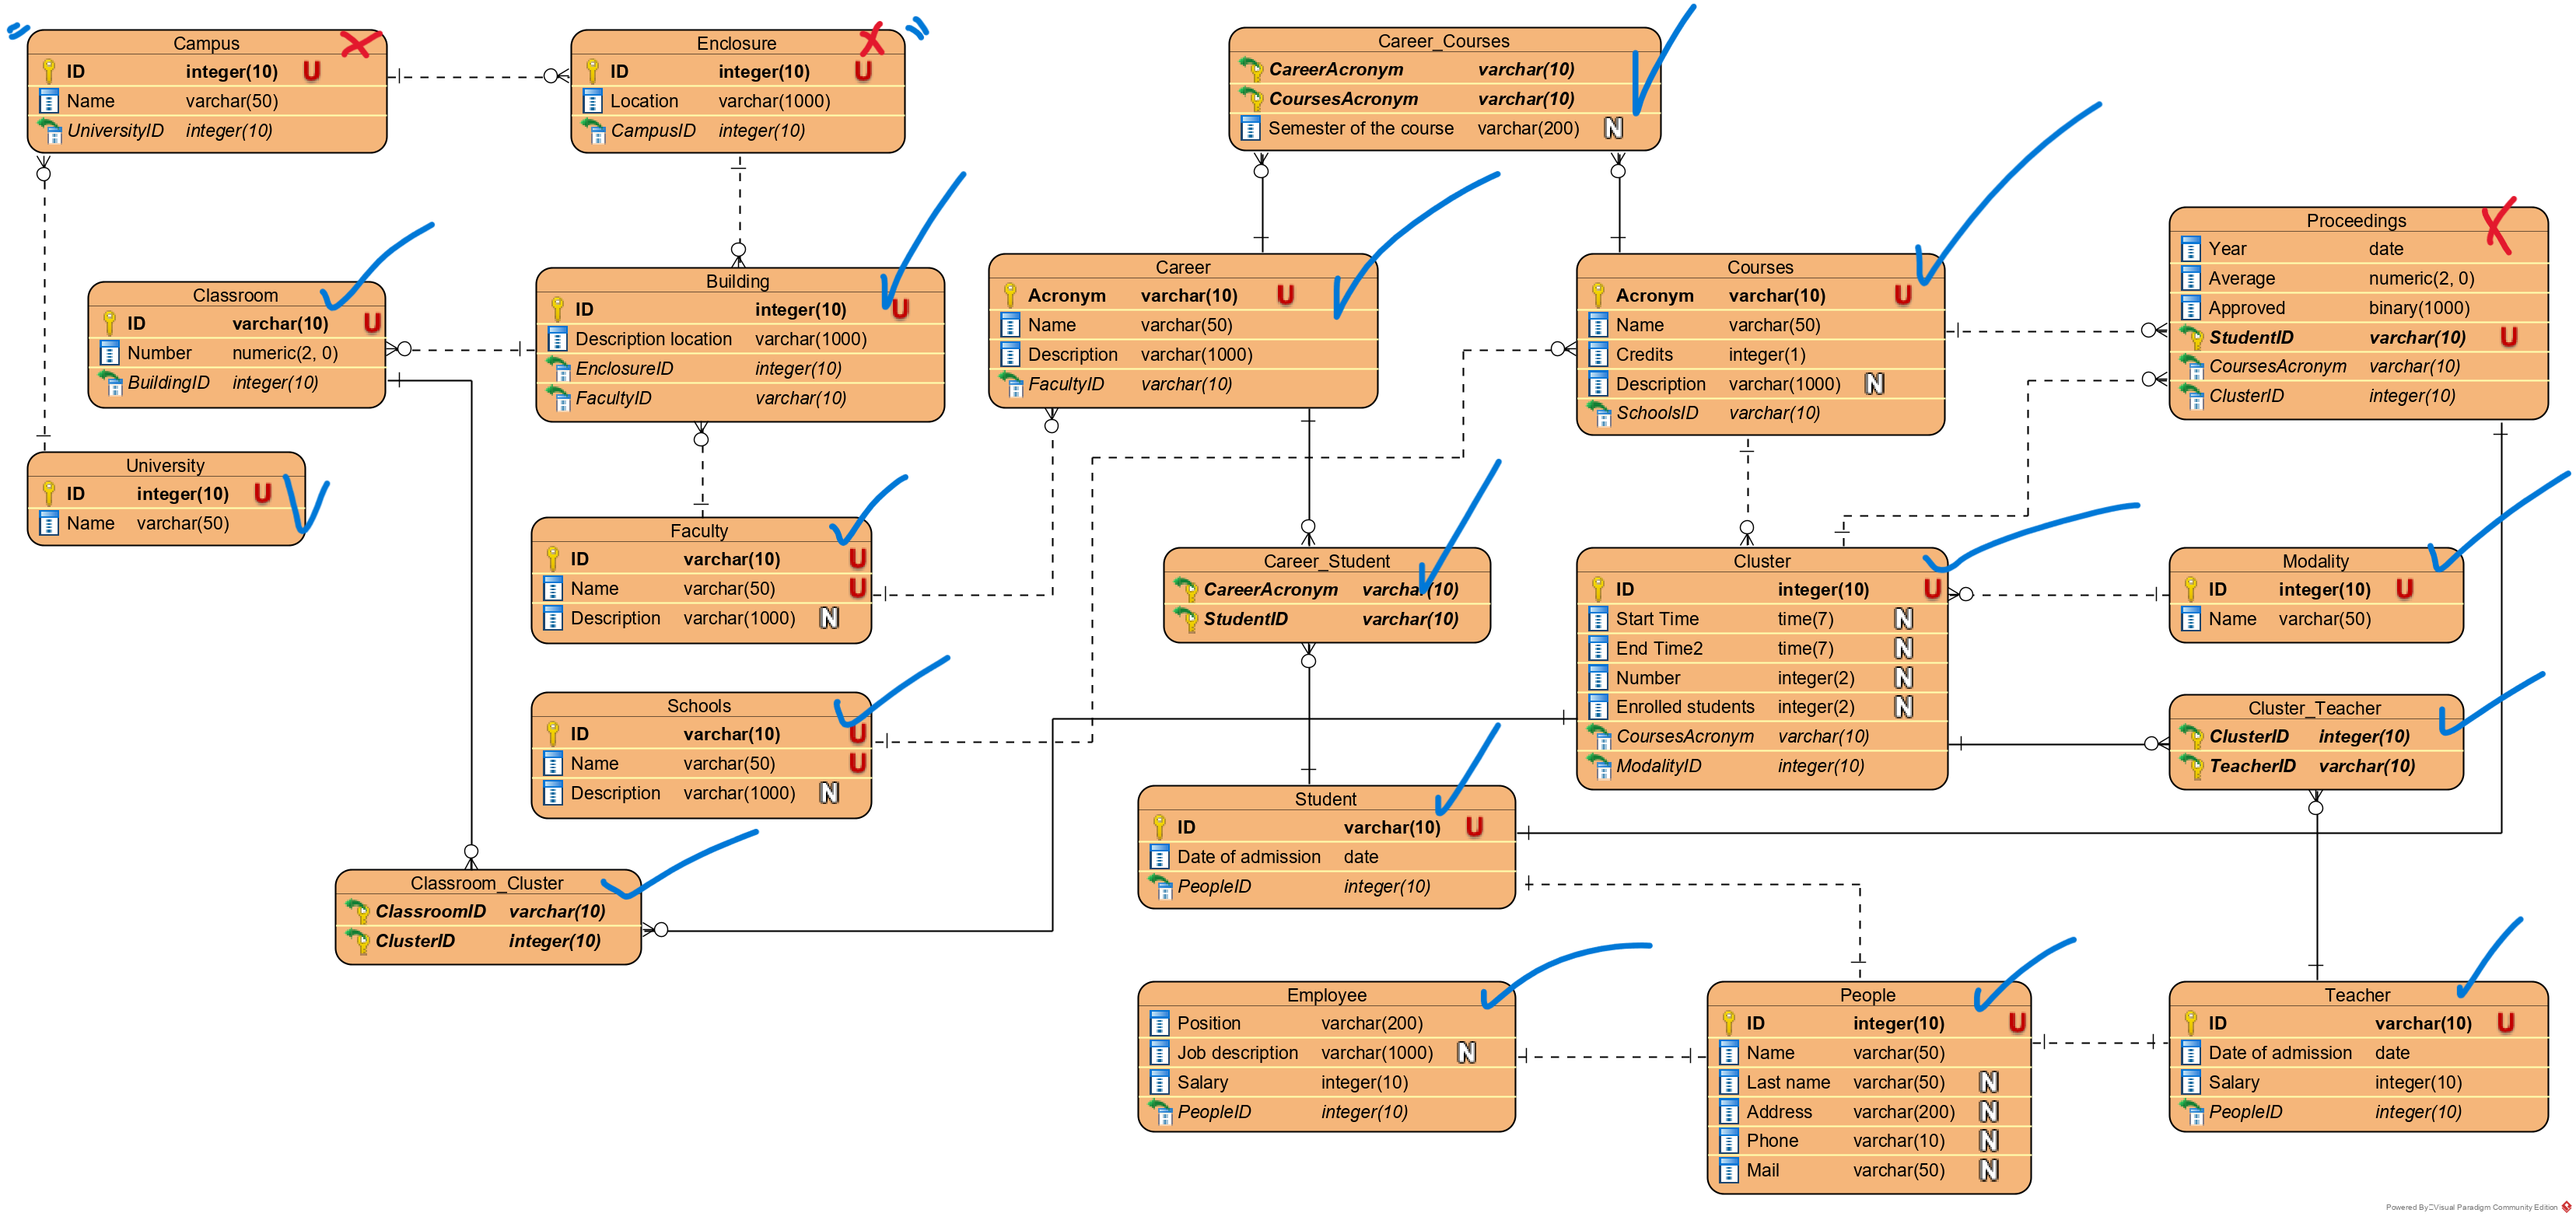 Campus
ID integer(10) U
Name varchar(50)
UniversityID integer(10)
Enclosure
ID integer(10) U
Location varchar(1000)
CampusID integer(10)
Career_Courses
CareerAcronym varchar(10)
CoursesAcronym varchar(10)
Semester of the course varchar(200) N
Classroom
ID varchar(10) U
Number numeric(2, 0)
BuildingID integer(10)
Building
ID integer(10) U
Description location varchar(1000)
EnclosureID integer(10)
FacultyID varchar(10)
Career
Acronym varchar(10) U
Name varchar(50)
Description varchar(1000)
FacultyID varchar(10)
Courses
Acronym varchar(10) U
Name varchar(50)
Credits integer(1)
Description varchar(1000) N
SchoolsID varchar(10)
Proceedings
Year date
Average numeric(2, 0)
Approved binary(1000)
StudentID varchar(10) U
CoursesAcronym varchar(10)
ClusterID integer(10)
University
ID integer(10) U
Name varchar(50)
Faculty
ID varchar(10) U
Name varchar(50) U
Description varchar(1000) N
Career_Student
CareerAcronym varchar(10)
StudentID varchar(10)
Cluster
ID integer(10) U
Start Time time(7) N
End Time2 time(7) N
Number integer(2) N
Enrolled students integer(2) N
CoursesAcronym varchar(10)
ModalityID integer(10)
Modality
ID integer(10) U
Name varchar(50)
Schools
ID varchar(10) U
Name varchar(50) U
Description varchar(1000) N
Cluster_Teacher
ClusterID integer(10)
TeacherID varchar(10)
Student
ID varchar(10) U
Date of admission date
PeopleID integer(10)
Classroom_Cluster
ClassroomID varchar(10)
ClusterID integer(10)
Employee
Position varchar(200)
Job description varchar(1000) N
Salary integer(10)
PeopleID integer(10)
People
ID integer(10) U
Name varchar(50)
Last name varchar(50) N
Address varchar(200) N
Phone varchar(10) N
Mail varchar(50) N
Teacher
ID varchar(10) U
Date of admission date
Salary integer(10)
PeopleID integer(10)
Powered By Visual Paradigm Community Edition